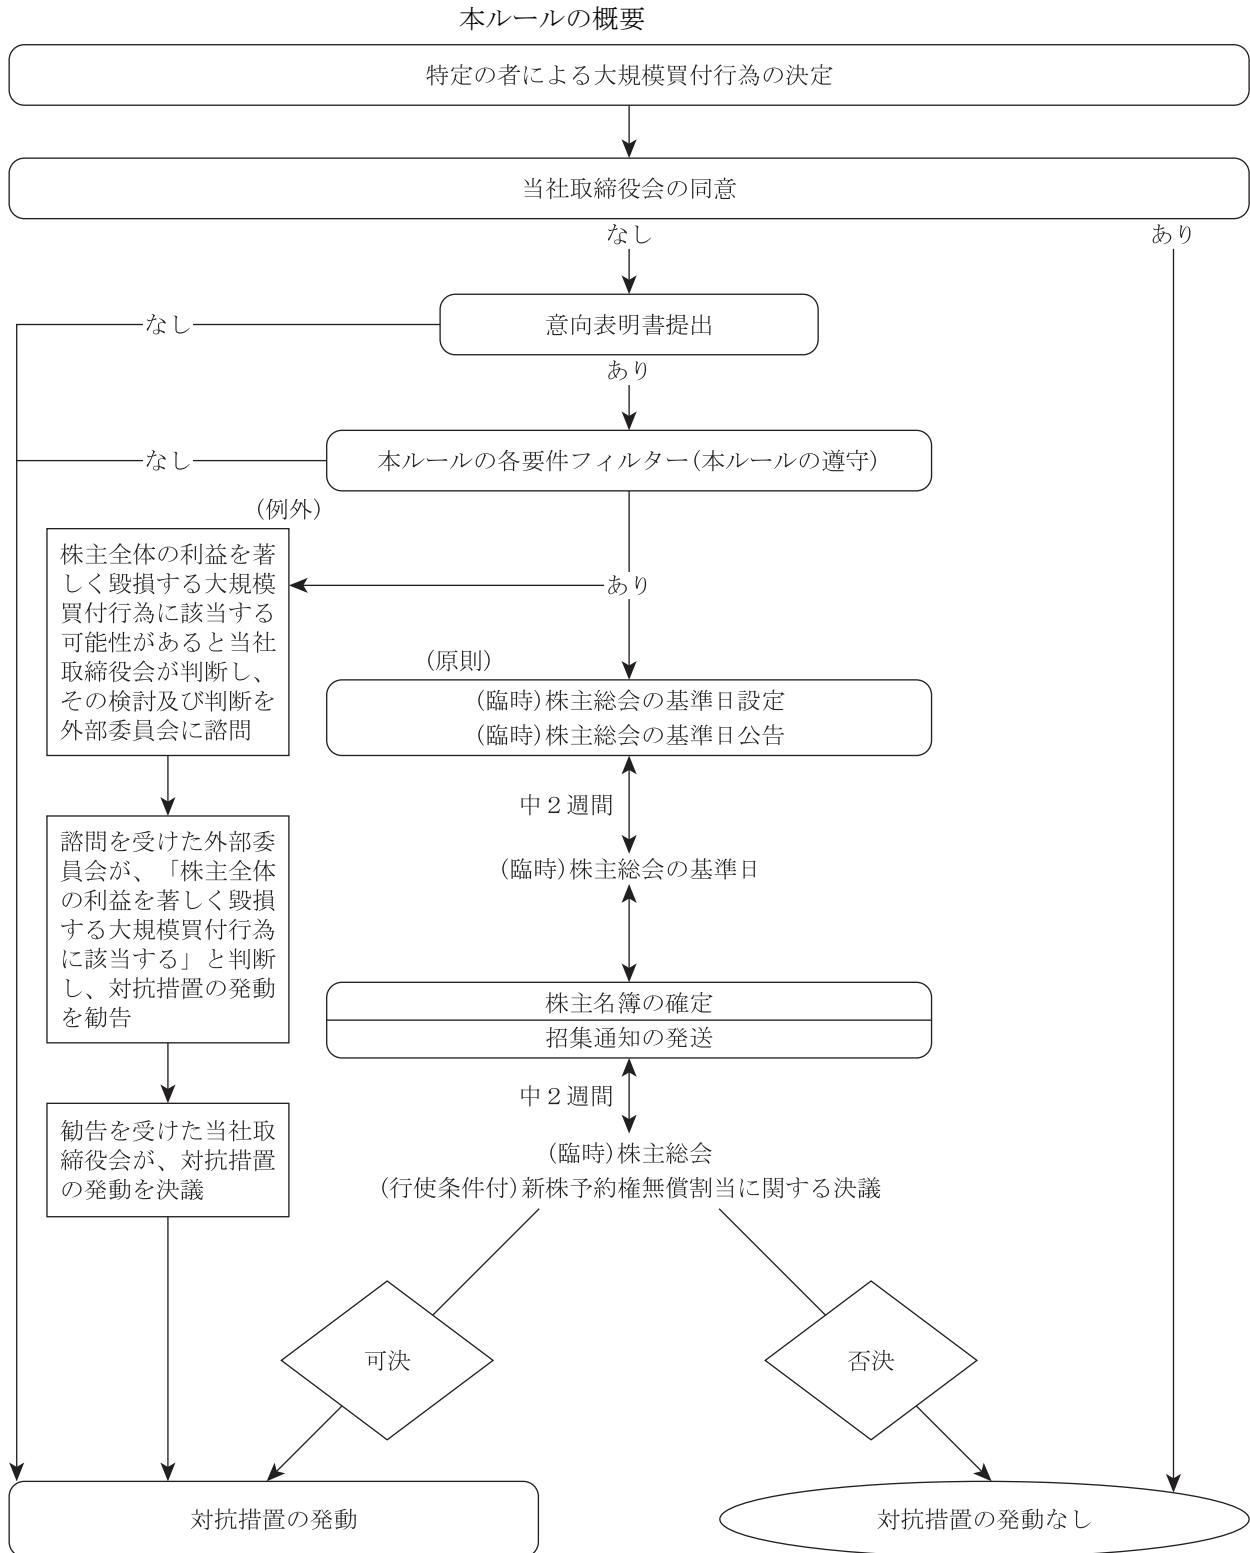 本ルールの概要
特定の者による大規模買付行為の決定
当社取締役会の同意
なし
あり
なし
意向表明書提出
あり
なし
本ルールの各要件フィルター(本ルールの遵守)
(例外)
株主全体の利益を著
しく毀損する大規模
買付行為に該当する
可能性があると当社
取締役会が判断し、
その検討及び判断を
外部委員会に諮問
あり
(原則)
(臨時)株主総会の基準日設定
(臨時)株主総会の基準日公告
中2週間
(臨時)株主総会の基準日
諮問を受けた外部委
員会が、「株主全体
の利益を著しく毀損
する大規模買付行為
に該当する」と判断
し、対抗措置の発動
を勧告
株主名簿の確定
招集通知の発送
中2週間
勧告を受けた当社取
締役会が、対抗措置
の発動を決議
(臨時)株主総会
(行使条件付)新株予約権無償割当に関する決議
可決
否決
対抗措置の発動
対抗措置の発動なし